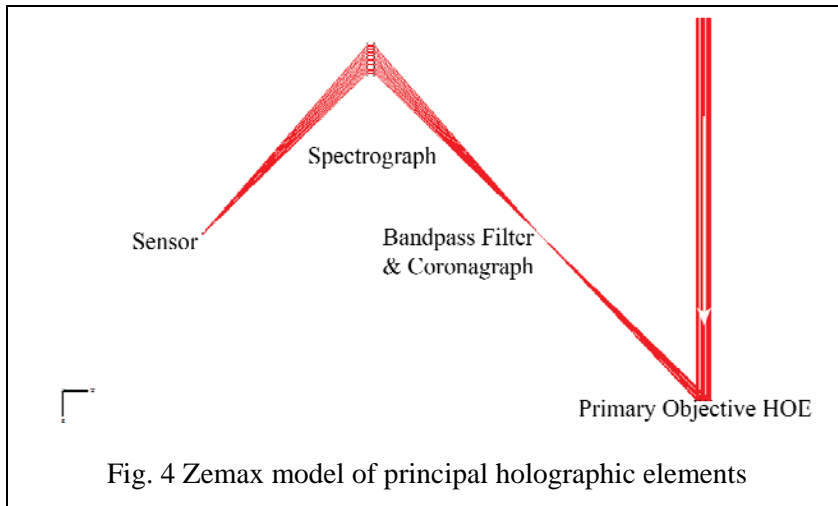 Spectrograph
Sensor
Bandpass Filter
& Coronagraph
Primary Objective HOE
Fig. 4 Zemax model of principal holographic elements